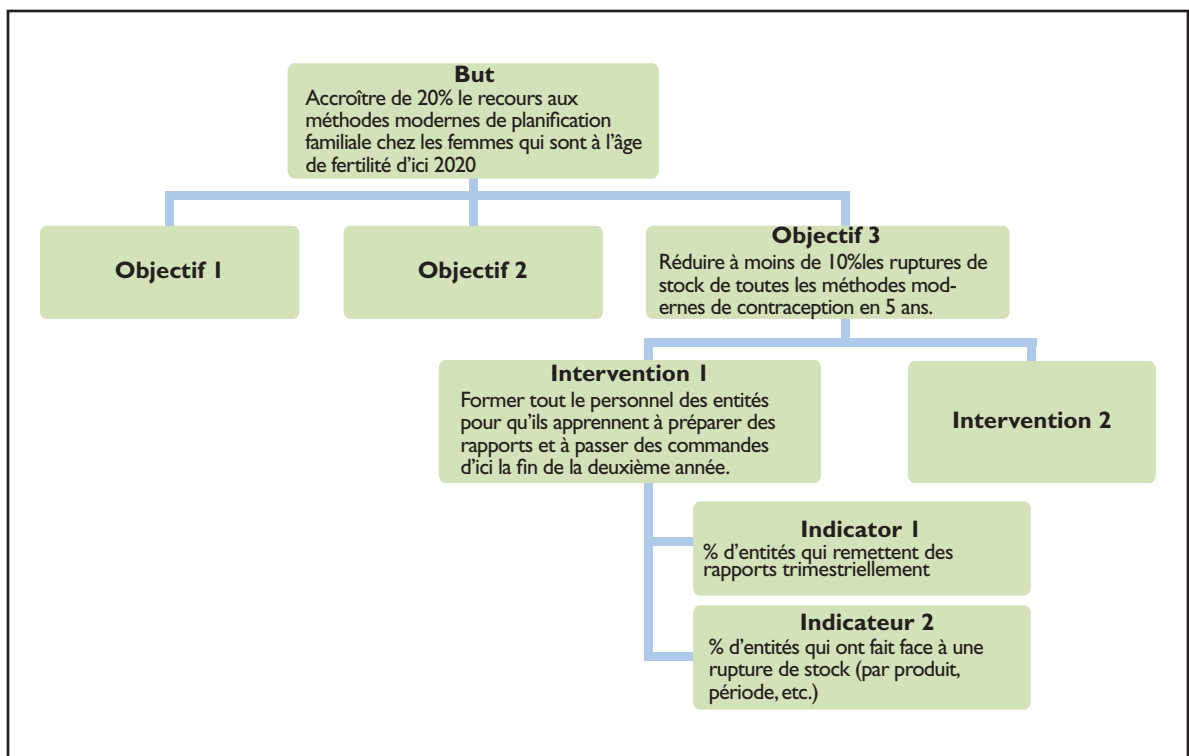 But
Accroître de 20% le recours aux
méthodes modernes de planification
familiale chez les femmes qui sont à l’âge
de fertilité d’ici 2020
Objectif 1
Objectif 2
Objectif 3
Réduire à moins de 10%les ruptures de
stock de toutes les méthodes mod-
ernes de contraception en 5 ans.
Intervention 1
Former tout le personnel des entités
pour qu’ils apprennent à préparer des
rapports et à passer des commandes
d’ici la fin de la deuxième année.
Intervention 2
Indicator 1
% d’entités qui remettent des
rapports trimestriellement
Indicateur 2
% d’entités qui ont fait face à une
rupture de stock (par produit,
période, etc.)